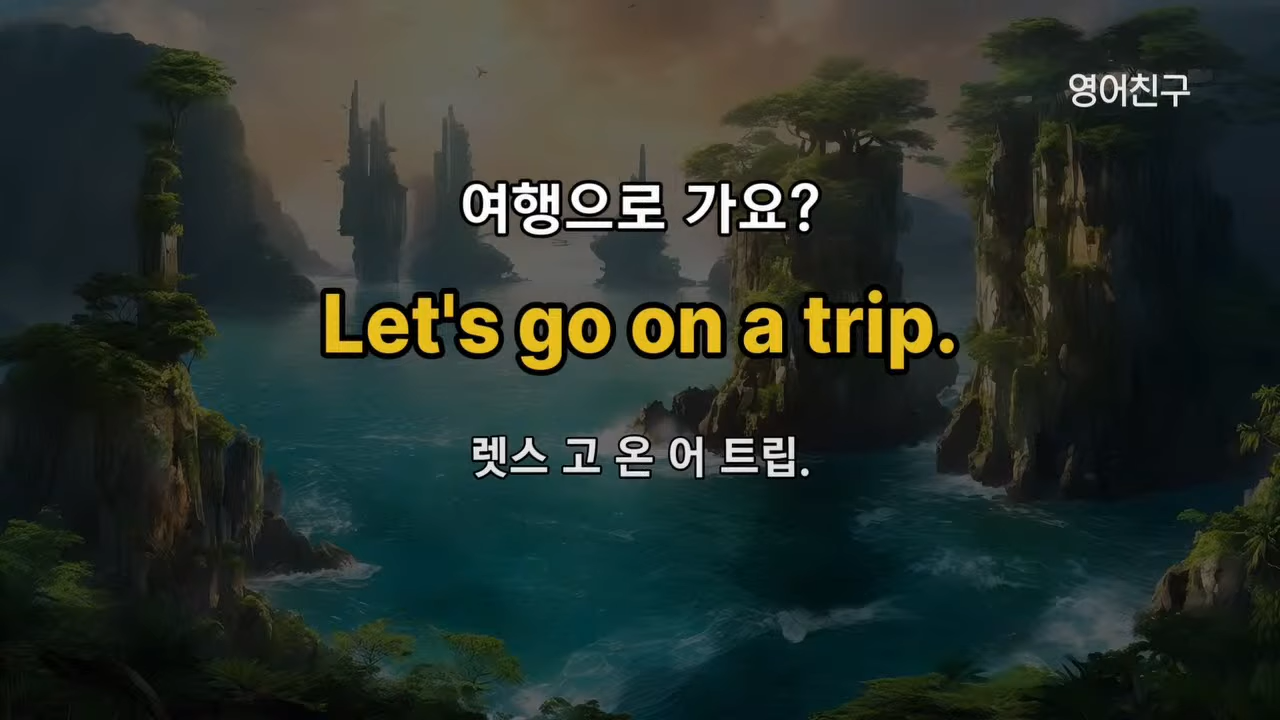 영어친구
여행으로 가요?
Let's go on a trip.
렛스 고 온 어 트립.